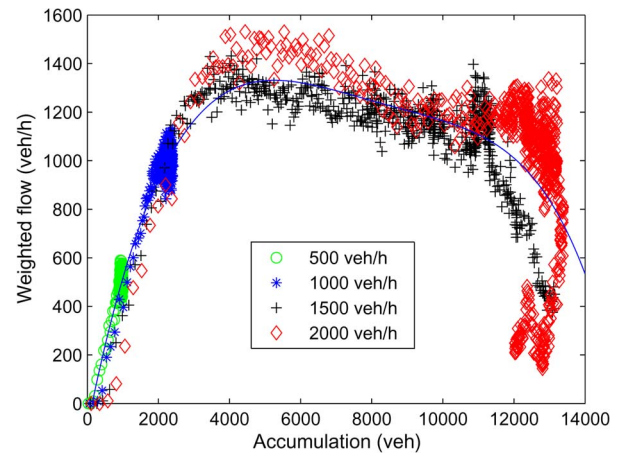 1600
1400
1200
1000
800
600
400
200
0
Weighted flow (veh/h)
500 veh/h
1000 veh/h
1500 veh/h
2000 veh/h
0 2000 4000 6000 8000 10000 12000 14000
Accumulation (veh)